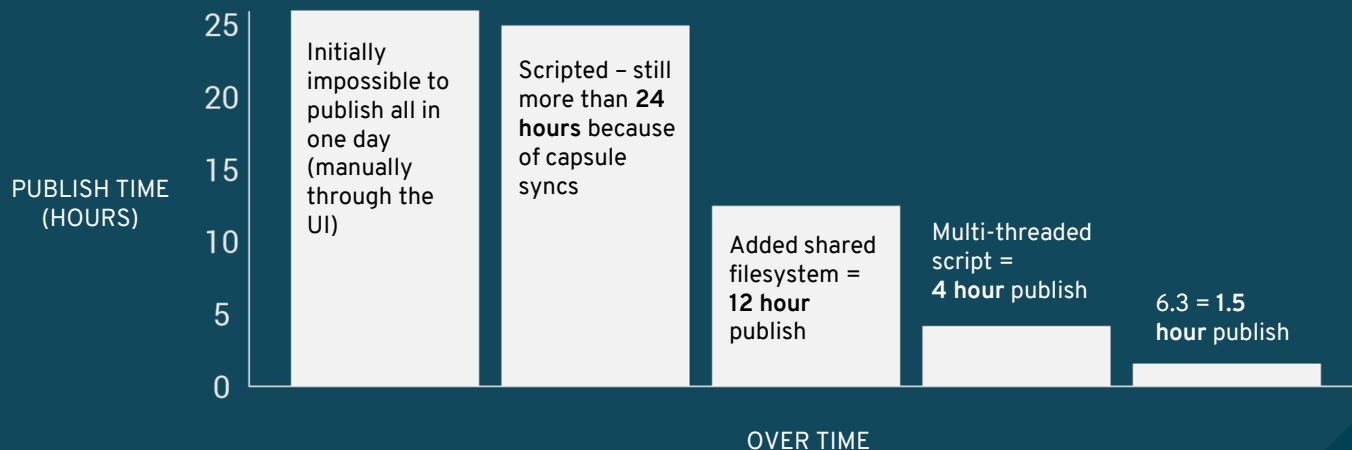 25
20
15
10
5
0
PUBLISH TIME
(HOURS)
Initially
impossible to
publish all in
one day
(manually
through the
UI)
Scripted – still
more than 24
hours because
of capsule
syncs
Added shared
filesystem =
12 hour
publish
Multi-threaded
script =
4 hour publish
6.3 = 1.5
hour publish
OVER TIME